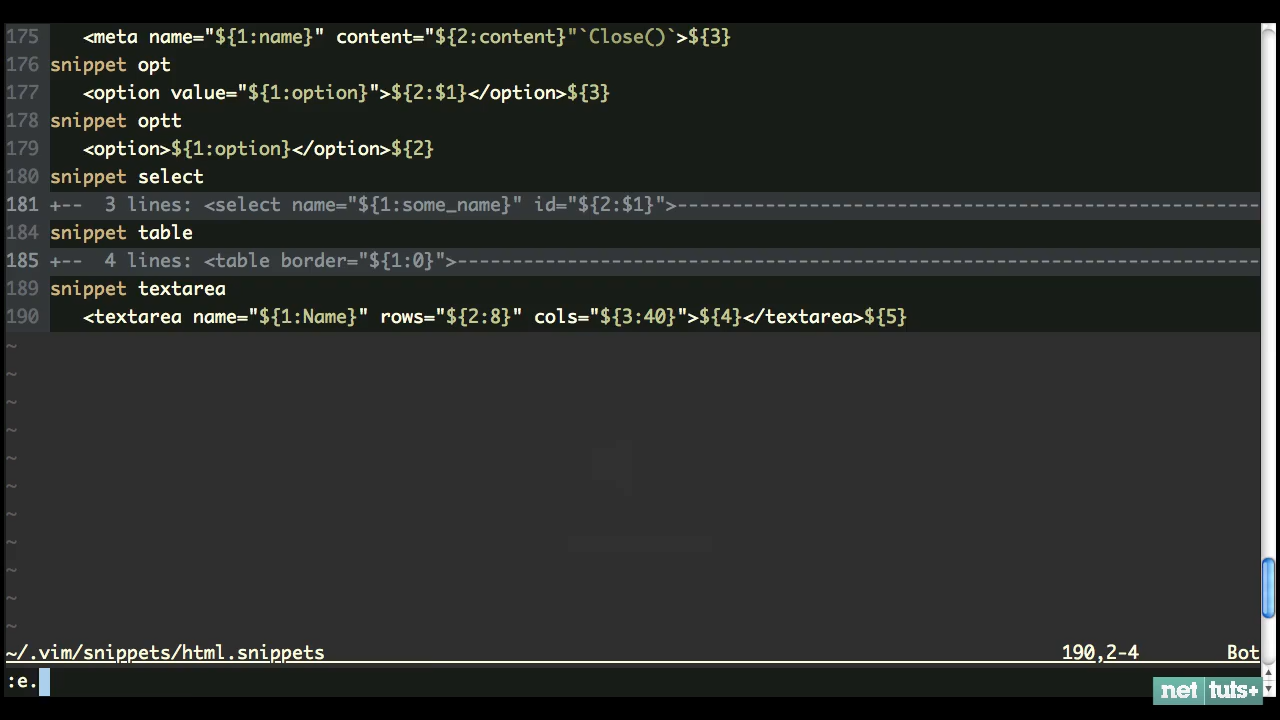 175    <meta name="${1:name}" content="${2:content}"`Close()`>${3}
176 snippet opt
177    <option value="${1:option}">${2:$1}</option>${3}
178 snippet optt
179    <option>${1:option}</option>${2}
180 snippet select
181 +--  3 lines: <select name="${1:some_name}" id="${2:$1}">-----------------------------------------------------
184 snippet table
185 +--  4 lines: <table border="${1:0}">-------------------------------------------------------------------------
189 snippet textarea
190    <textarea name="${1:Name}" rows="${2:8}" cols="${3:40}">${4}</textarea>${5}
~
~
~
~
~
~
~
~
~
~
~
~/.vim/snippets/html.snippets 190,2-4 Bot
:e.
net tuts+